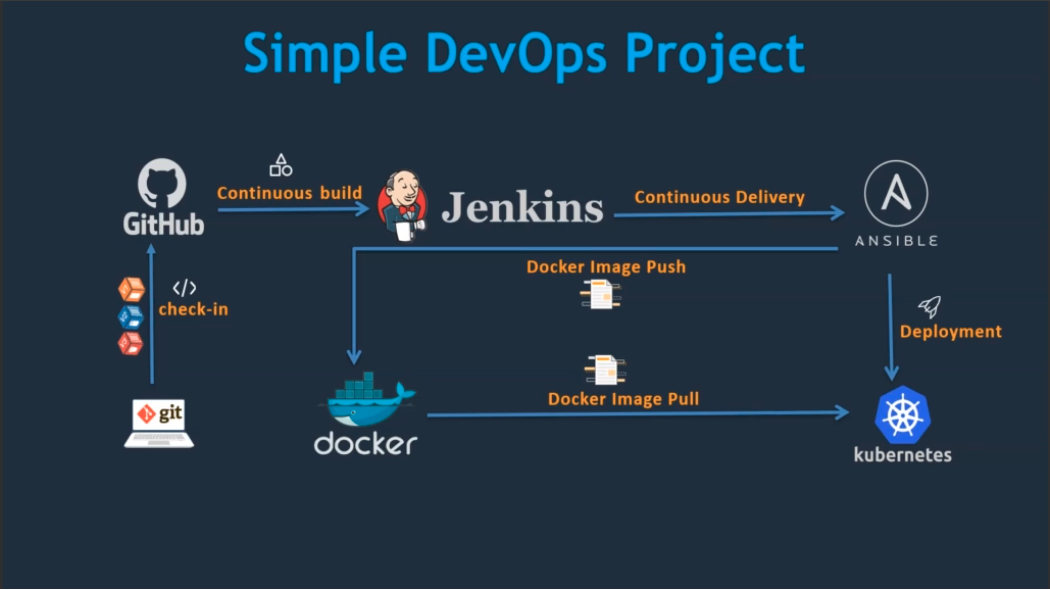 Simple DevOps Project
Continuous build
GitHub
Jenkins
Continuous Delivery
ANSIBLE
Docker Image Push
</>
check-in
Deployment
git
docker
Docker Image Pull
kubernetes